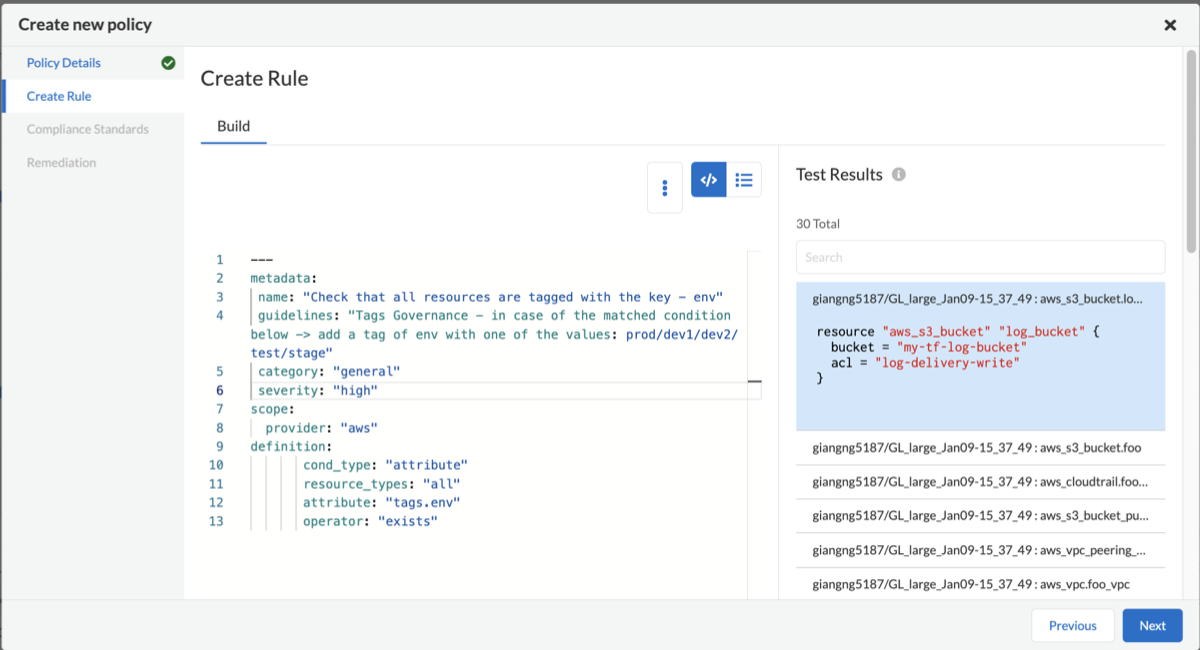 Create new policy
Policy Details
Create Rule
Compliance Standards
Remediation
Create Rule
Build
1 ---
2 metadata:
3 name: "Check that all resources are tagged with the key - env"
4 guidelines: "Tags Governance - in case of the matched condition
below -> add a tag of env with one of the values: prod/dev1/dev2/
test/stage"
5 category: "general"
6 severity: "high"
7 scope:
8 provider: "aws"
9 definition:
10 cond_type: "attribute"
11 resource_types: "all"
12 attribute: "tags.env"
13 operator: "exists"
Test Results
30 Total
Search
giangng5187/GL_large_Jan09-15_37_49 : aws_s3_bucket.lo...
resource "aws_s3_bucket" "log_bucket" {
bucket = "my-tf-log-bucket"
acl = "log-delivery-write"
}
giangng5187/GL_large_Jan09-15_37_49 : aws_s3_bucket.foo
giangng5187/GL_large_Jan09-15_37_49 : aws_cloudtrail.foo...
giangng5187/GL_large_Jan09-15_37_49 : aws_s3_bucket_pu...
giangng5187/GL_large_Jan09-15_37_49 : aws_vpc_peering_...
giangng5187/GL_large_Jan09-15_37_49 : aws_vpc.foo_vpc
Previous
Next